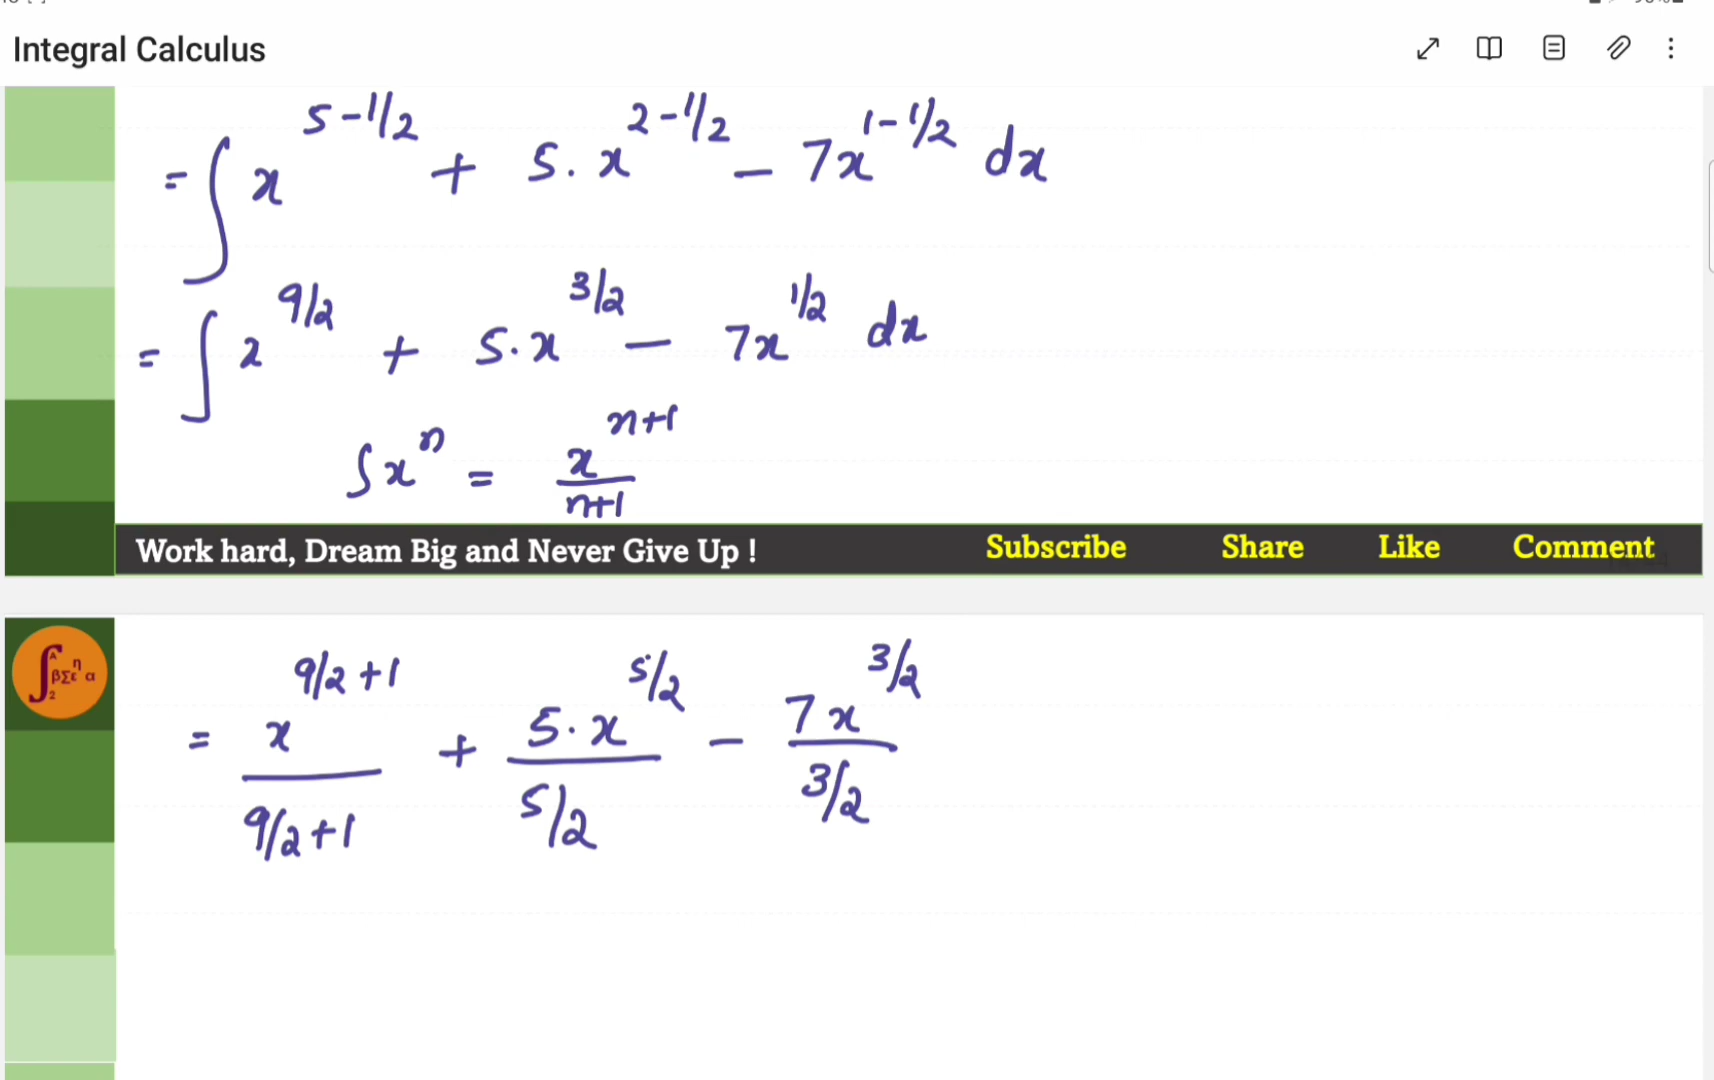 Integral Calculus
= ∫ x^{5-1/2} + 5·x^{2-1/2} - 7x^{1-1/2} dx
= ∫ x^{9/2} + 5·x^{3/2} - 7x^{1/2} dx
∫x^n = x^{n+1} / n+1
Work hard, Dream Big and Never Give Up ! Subscribe Share Like Comment
= x^{9/2+1} / 9/2+1 + 5·x^{5/2} / 5/2 - 7x^{3/2} / 3/2